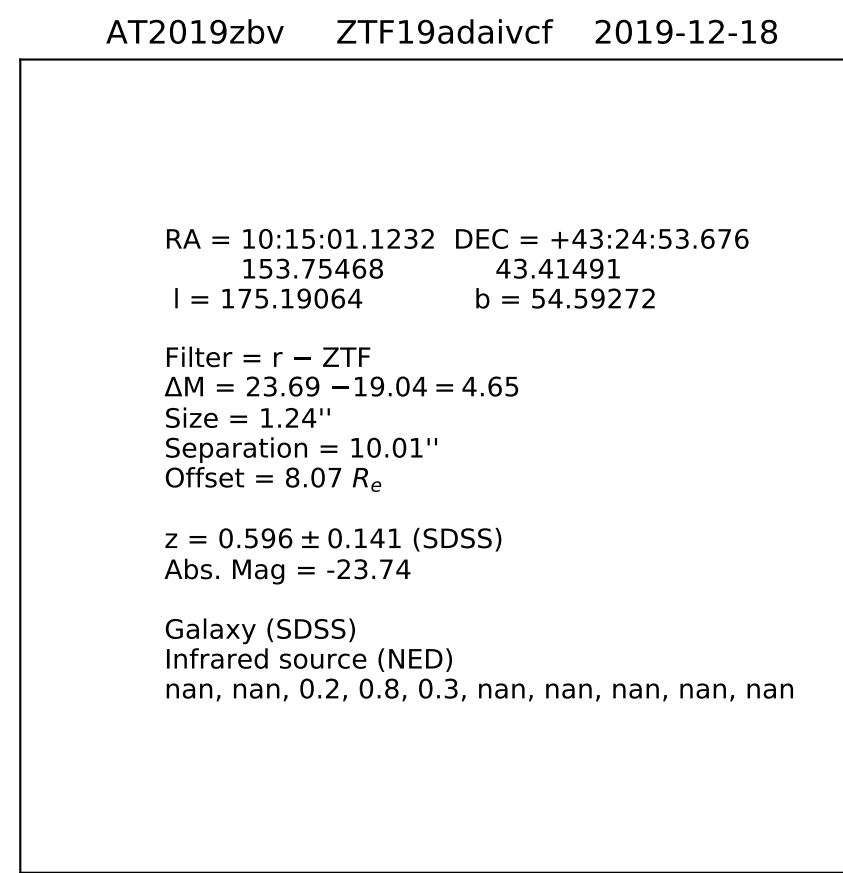 AT2019zbv ZTF19adaivcf 2019-12-18
RA = 10:15:01.1232 DEC = +43:24:53.676
153.75468 43.41491
l = 175.19064 b = 54.59272
Filter = r − ZTF
ΔM = 23.69 −19.04 = 4.65
Size = 1.24''
Separation = 10.01''
Offset = 8.07 Rₑ
z = 0.596 ± 0.141 (SDSS)
Abs. Mag = -23.74
Galaxy (SDSS)
Infrared source (NED)
nan, nan, 0.2, 0.8, 0.3, nan, nan, nan, nan, nan